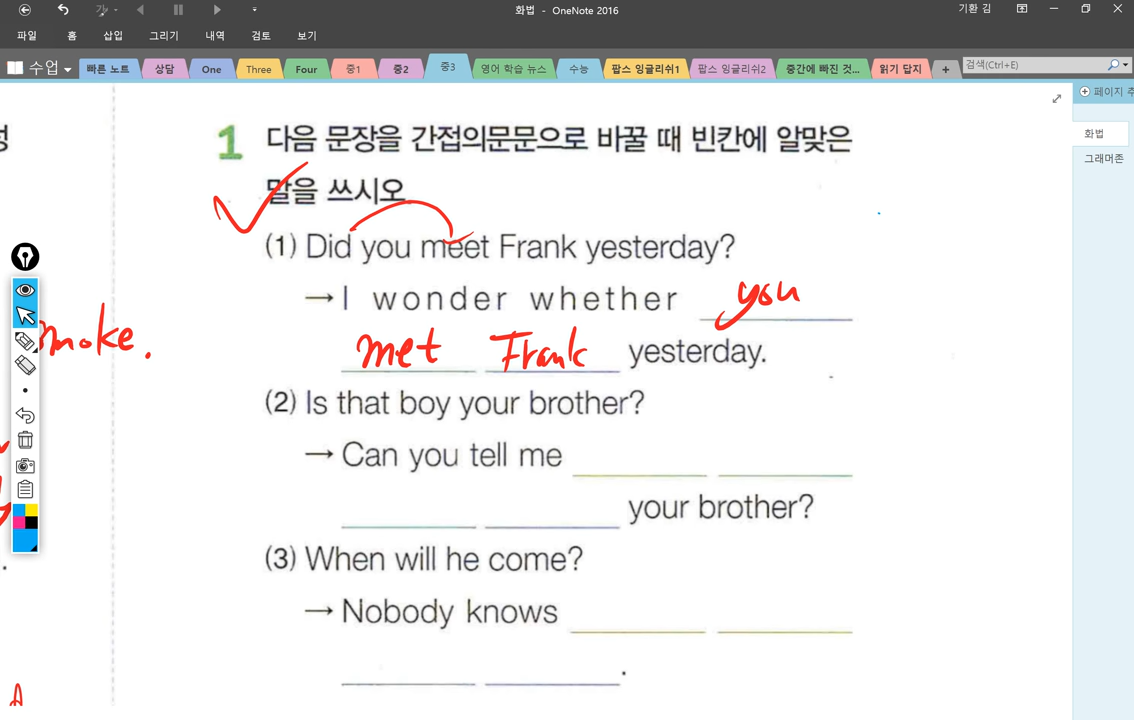 화법 - OneNote 2016
기환 김
파일 홈 삽입 그리기 내역 검토 보기
수업 빠른 노트 상담 One Three Four 중1 중2 중3 영어 학습 뉴스 수능 팝스 잉글리쉬1 팝스 잉글리쉬2 중간에 빠진 것... 읽기 답지 + 검색(Ctrl+E)
페이지 추
화법
그래머존
성
1 다음 문장을 간접의문문으로 바꿀 때 빈칸에 알맞은
말을 쓰시오
(1) Did you meet Frank yesterday?
→ I wonder whether you
met Frank yesterday.
moke.
(2) Is that boy your brother?
→ Can you tell me
your brother?
(3) When will he come?
→ Nobody knows
.